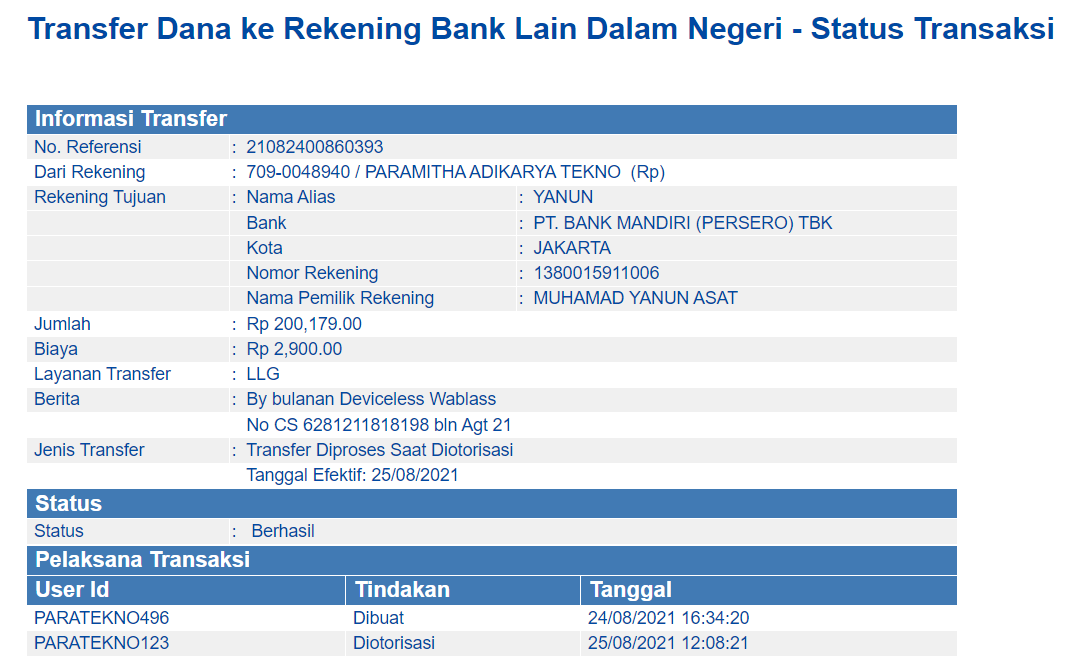 Transfer Dana ke Rekening Bank Lain Dalam Negeri - Status Transaksi
Informasi Transfer
No. Referensi : 21082400860393
Dari Rekening : 709-0048940 / PARAMITHA ADIKARYA TEKNO (Rp)
Rekening Tujuan : Nama Alias : YANUN
Bank : PT. BANK MANDIRI (PERSERO) TBK
Kota : JAKARTA
Nomor Rekening : 1380015911006
Nama Pemilik Rekening : MUHAMAD YANUN ASAT
Jumlah : Rp 200,179.00
Biaya : Rp 2,900.00
Layanan Transfer : LLG
Berita : By bulanan Deviceless Wablass
No CS 6281211818198 bln Agt 21
Jenis Transfer : Transfer Diproses Saat Diotorisasi
Tanggal Efektif: 25/08/2021
Status
Status : Berhasil
Pelaksana Transaksi
User Id Tindakan Tanggal
PARATEKNO496 Dibuat 24/08/2021 16:34:20
PARATEKNO123 Diotorisasi 25/08/2021 12:08:21